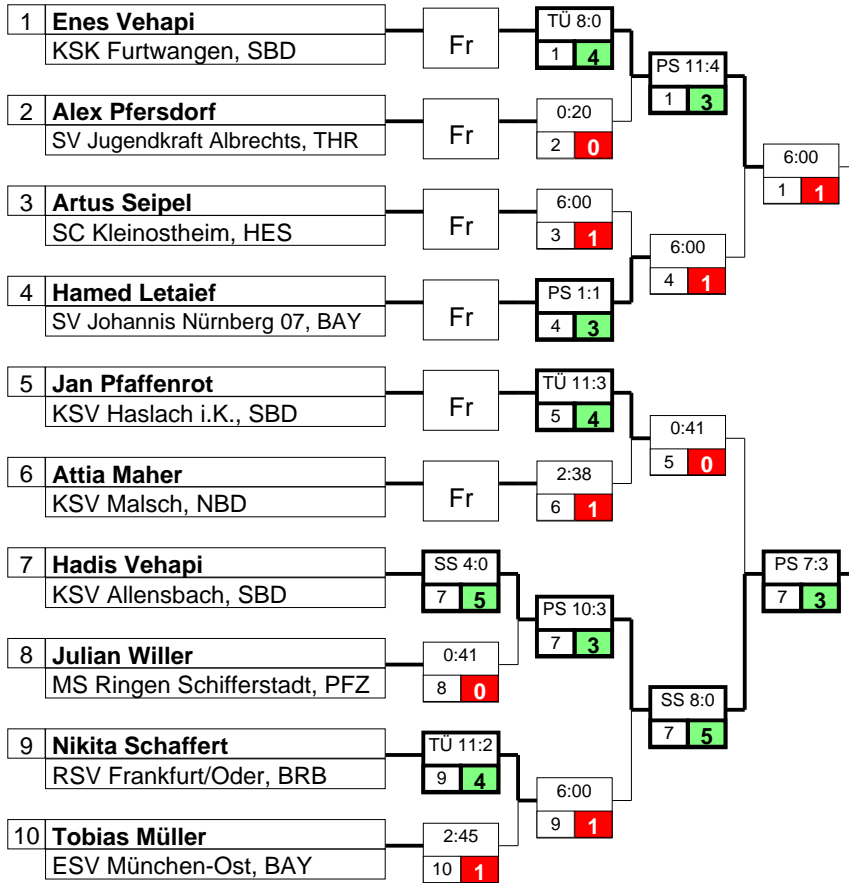 1 Enes Vehapi
KSK Furtwangen, SBD
Fr
TÜ 8:0
1 4
PS 11:4
1 3
2 Alex Pfersdorf
SV Jugendkraft Albrechts, THR
Fr
0:20
2 0
6:00
1 1
3 Artus Seipel
SC Kleinostheim, HES
Fr
6:00
3 1
6:00
4 1
4 Hamed Letaief
SV Johannis Nürnberg 07, BAY
Fr
PS 1:1
4 3
5 Jan Pfaffenrot
KSV Haslach i.K., SBD
Fr
TÜ 11:3
5 4
0:41
5 0
6 Attia Maher
KSV Malsch, NBD
Fr
2:38
6 1
7 Hadis Vehapi
KSV Allensbach, SBD
SS 4:0
7 5
PS 10:3
7 3
PS 7:3
7 3
8 Julian Willer
MS Ringen Schifferstadt, PFZ
0:41
8 0
SS 8:0
7 5
9 Nikita Schaffert
RSV Frankfurt/Oder, BRB
TÜ 11:2
9 4
6:00
9 1
10 Tobias Müller
ESV München-Ost, BAY
2:45
10 1